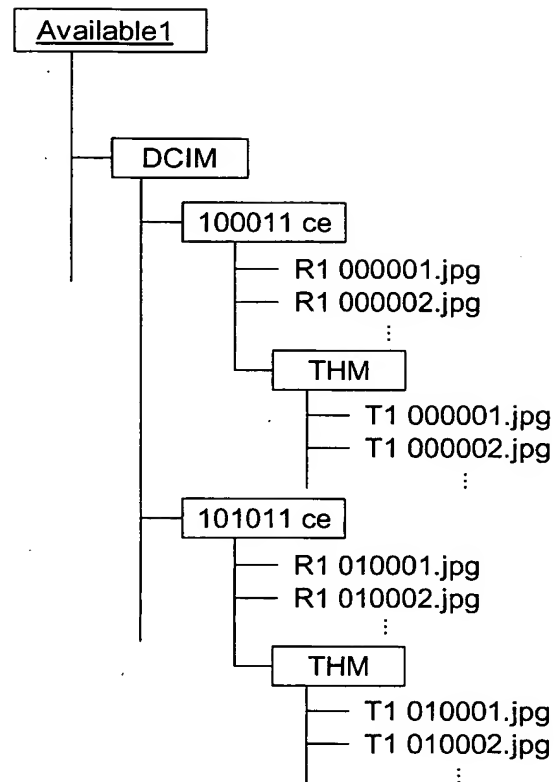 Available1
DCIM
100011 ce
R1 000001.jpg
R1 000002.jpg
⋮
THM
T1 000001.jpg
T1 000002.jpg
⋮
101011 ce
R1 010001.jpg
R1 010002.jpg
⋮
THM
T1 010001.jpg
T1 010002.jpg
⋮